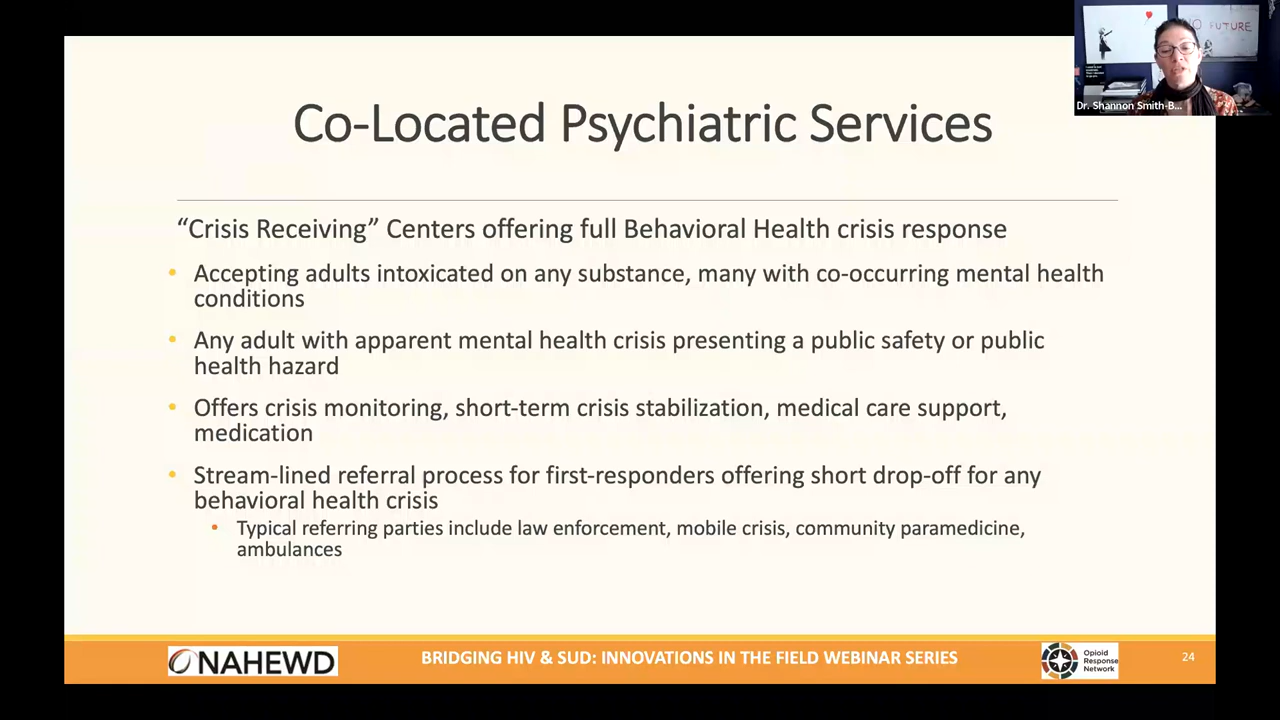 NO FUTURE
Dr. Shannon Smith-B...
Co-Located Psychiatric Services
“Crisis Receiving” Centers offering full Behavioral Health crisis response
• Accepting adults intoxicated on any substance, many with co-occurring mental health
conditions
• Any adult with apparent mental health crisis presenting a public safety or public
health hazard
• Offers crisis monitoring, short-term crisis stabilization, medical care support,
medication
• Stream-lined referral process for first-responders offering short drop-off for any
behavioral health crisis
• Typical referring parties include law enforcement, mobile crisis, community paramedicine,
ambulances
NAHEWD
BRIDGING HIV & SUD: INNOVATIONS IN THE FIELD WEBINAR SERIES
Opioid
Response
Network
24